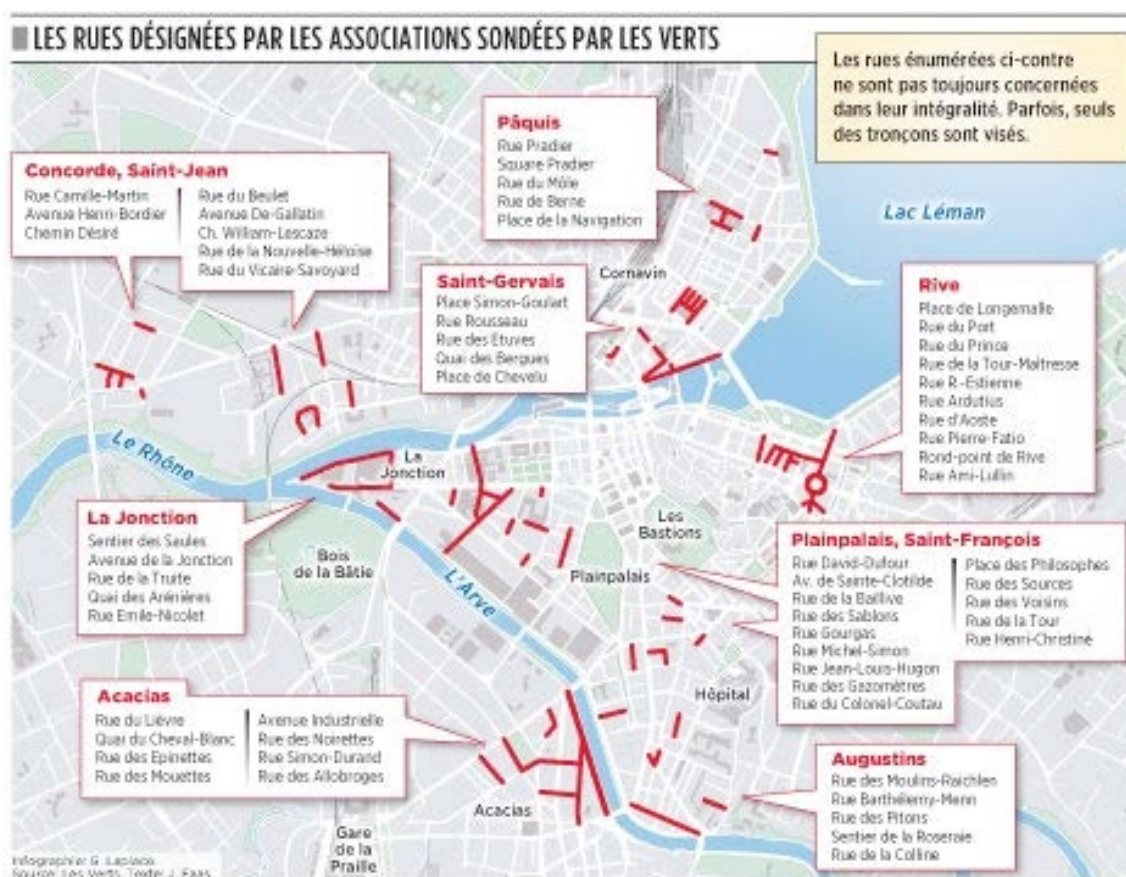 LES RUES DÉSIGNÉES PAR LES ASSOCIATIONS SONDÉES PAR LES VERTS
Les rues énumérées ci-contre
ne sont pas toujours concernées
dans leur intégralité. Parfois, seuls
des tronçons sont visés.
Pâquis
Rue Pradier
Square Pradier
Rue du Môle
Rue de Berne
Place de la Navigation
Concorde, Saint-Jean
Rue Camille-Martin
Avenue Henri-Bordier
Chemin Désiré
Rue du Beulet
Avenue De-Gallatin
Ch. William-Lescaze
Rue de la Nouvelle-Héloïse
Rue du Vicaire-Savoyard
Lac Léman
Cornavin
Saint-Gervais
Place Simon-Goulart
Rue Rousseau
Rue des Etuves
Quai des Bergues
Place de Chevelu
Rive
Place de Longemalle
Rue du Port
Rue du Prince
Rue de la Tour-Maîtresse
Rue R.-Estienne
Rue Ardutius
Rue d'Aoste
Rue Pierre-Fatio
Rond-point de Rive
Rue Ami-Lullin
Le Rhône
La
Jonction
La Jonction
Sentier des Saules
Avenue de la Jonction
Rue de la Truite
Quai des Arénières
Rue Emile-Nicolet
Bois
de la Bâtie
L'Arve
Plainpalais
Les
Bastions
Plainpalais, Saint-François
Rue David-Dufour
Av. de Sainte-Clotilde
Rue de la Baillive
Rue des Sablons
Rue Gourgas
Rue Michel-Simon
Rue Jean-Louis-Hugon
Rue des Gazomètres
Rue du Colonel-Coutau
Place des Philosophes
Rue des Sources
Rue des Voisins
Rue de la Tour
Rue Henri-Christiné
Hôpital
Acacias
Rue du Lièvre
Quai du Cheval-Blanc
Rue des Epinettes
Rue des Mouettes
Avenue Industrielle
Rue des Noirettes
Rue Simon-Durand
Rue des Allobroges
Acacias
Gare
de la
Praille
Augustins
Rue des Moulins-Raichlen
Rue Barthélemy-Menn
Rue des Pitons
Sentier de la Roseraie
Rue de la Colline
Infographie: G. Laplace
Source: Les Verts. Texte: J. Faas